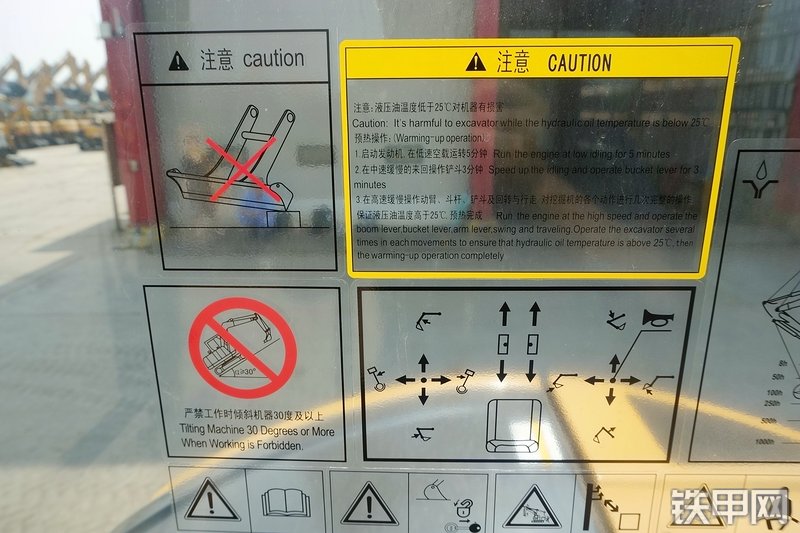 注意 caution
注意 CAUTION
注意:液压油温度低于25℃对机器有损害
Caution: It's harmful to excavator while the hydraulic oil temperature is below 25℃
预热操作:(Warming-up operation)
1.启动发动机,在低速空载运转5分钟 Run the engine at low idling for 5 minutes
2.在中速缓慢的来回操作铲斗3分钟 Speed up the idling and operate bucket lever for 3
minutes
3.在高速缓慢操作动臂、斗杆、铲斗及回转与行走,对挖掘机的各个动作进行几次完整的操作,
保证液压油温度高于25℃,预热完成 Run the engine at the high speed and operate the
boom lever,bucket lever,arm lever,swing and traveling.Operate the excavator several
times in each movements to ensure that hydraulic oil temperature is above 25℃,then
the warming-up operation completely
≥30°
严禁工作时倾斜机器30度及以上
Tilting Machine 30 Degrees or More
When Working is Forbidden.
8h
50h
100h
250h
500h
1000h
铁甲网